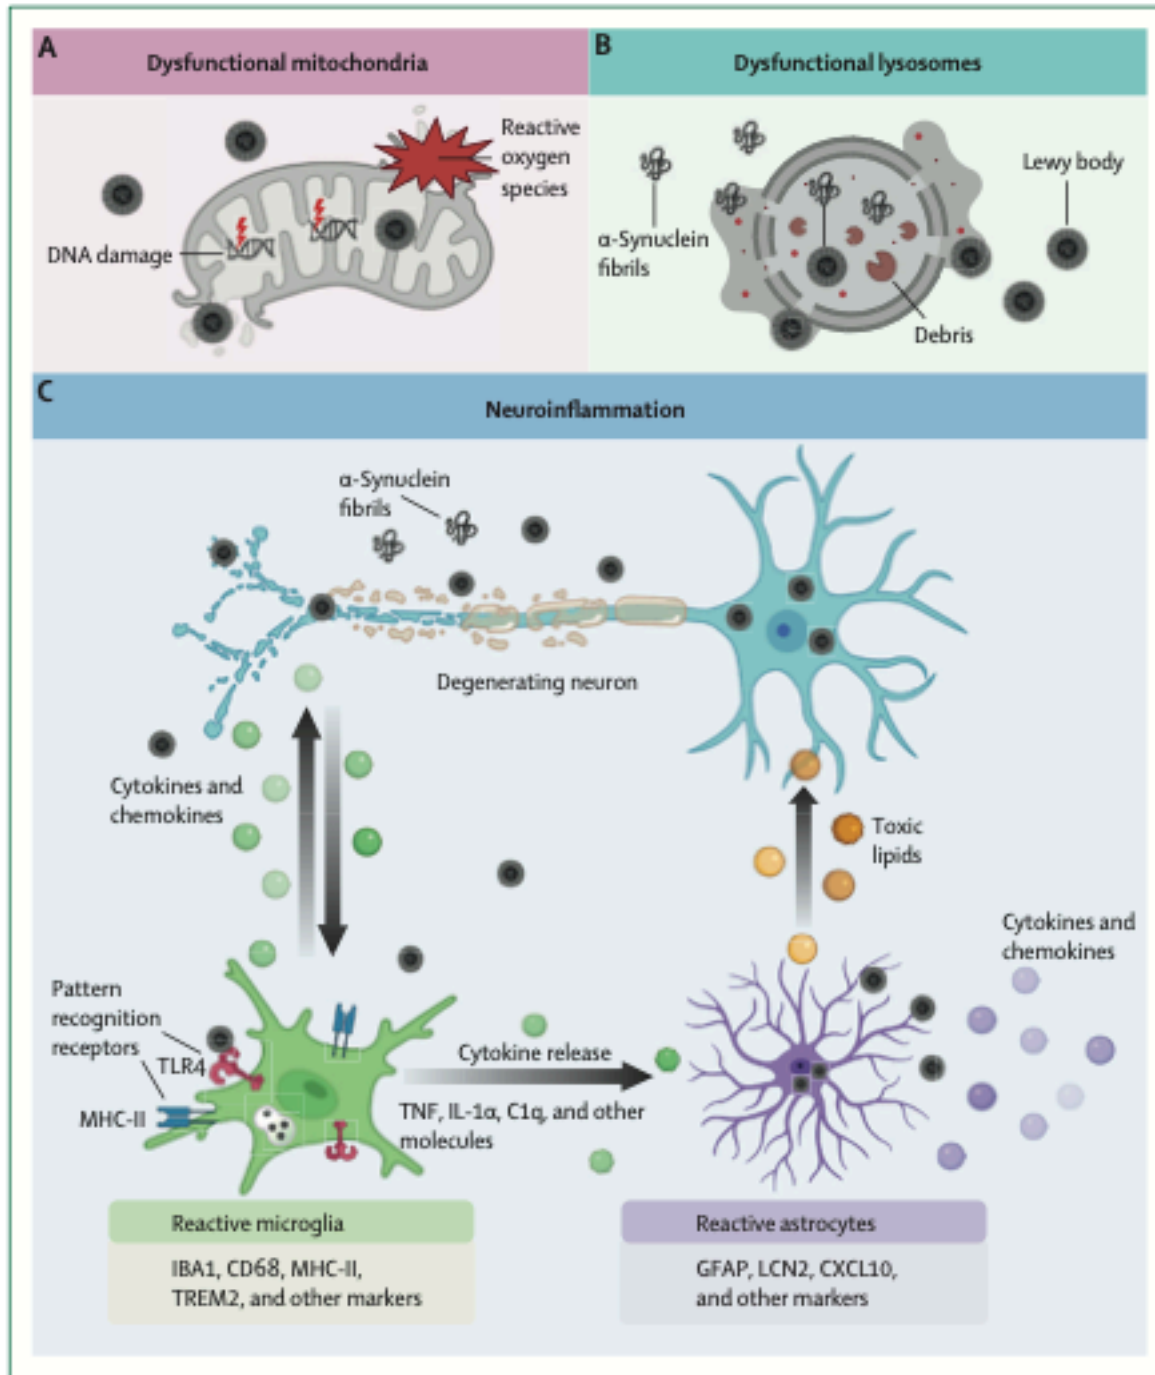 A
Dysfunctional mitochondria
Reactive
oxygen
species
DNA damage
B
Dysfunctional lysosomes
α-Synuclein
fibrils
Lewy body
Debris
C
Neuroinflammation
α-Synuclein
fibrils
Degenerating neuron
Cytokines and
chemokines
Toxic
lipids
Cytokines and
chemokines
Pattern
recognition
receptors
TLR4
MHC-II
Cytokine release
TNF, IL-1α, C1q, and other
molecules
Reactive microglia
IBA1, CD68, MHC-II,
TREM2, and other markers
Reactive astrocytes
GFAP, LCN2, CXCL10,
and other markers